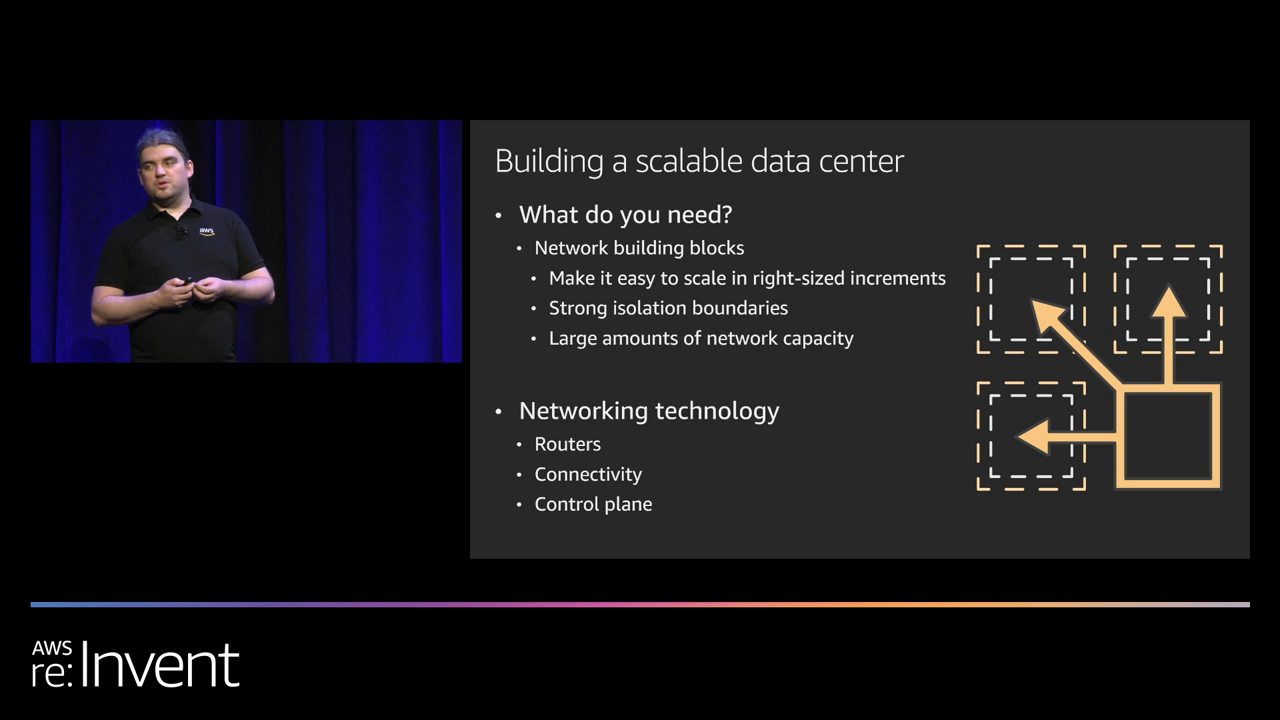 aws
Building a scalable data center
• What do you need?
• Network building blocks
• Make it easy to scale in right-sized increments
• Strong isolation boundaries
• Large amounts of network capacity
• Networking technology
• Routers
• Connectivity
• Control plane
AWS
re:Invent